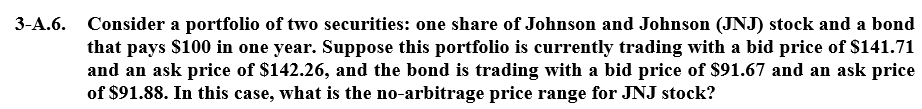 3-A.6. Consider a portfolio of two securities: one share of Johnson and Johnson (JNJ) stock and a bond
that pays $100 in one year. Suppose this portfolio is currently trading with a bid price of $141.71
and an ask price of $142.26, and the bond is trading with a bid price of $91.67 and an ask price
of $91.88. In this case, what is the no-arbitrage price range for JNJ stock?